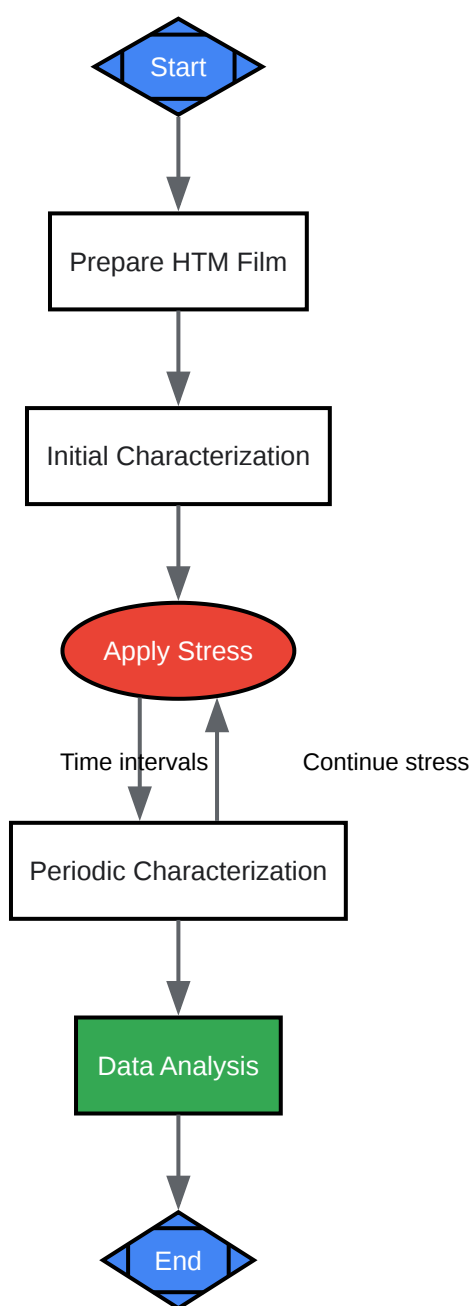 Start
Prepare HTM Film
Initial Characterization
Apply Stress
Time intervals
Continue stress
Periodic Characterization
Data Analysis
End